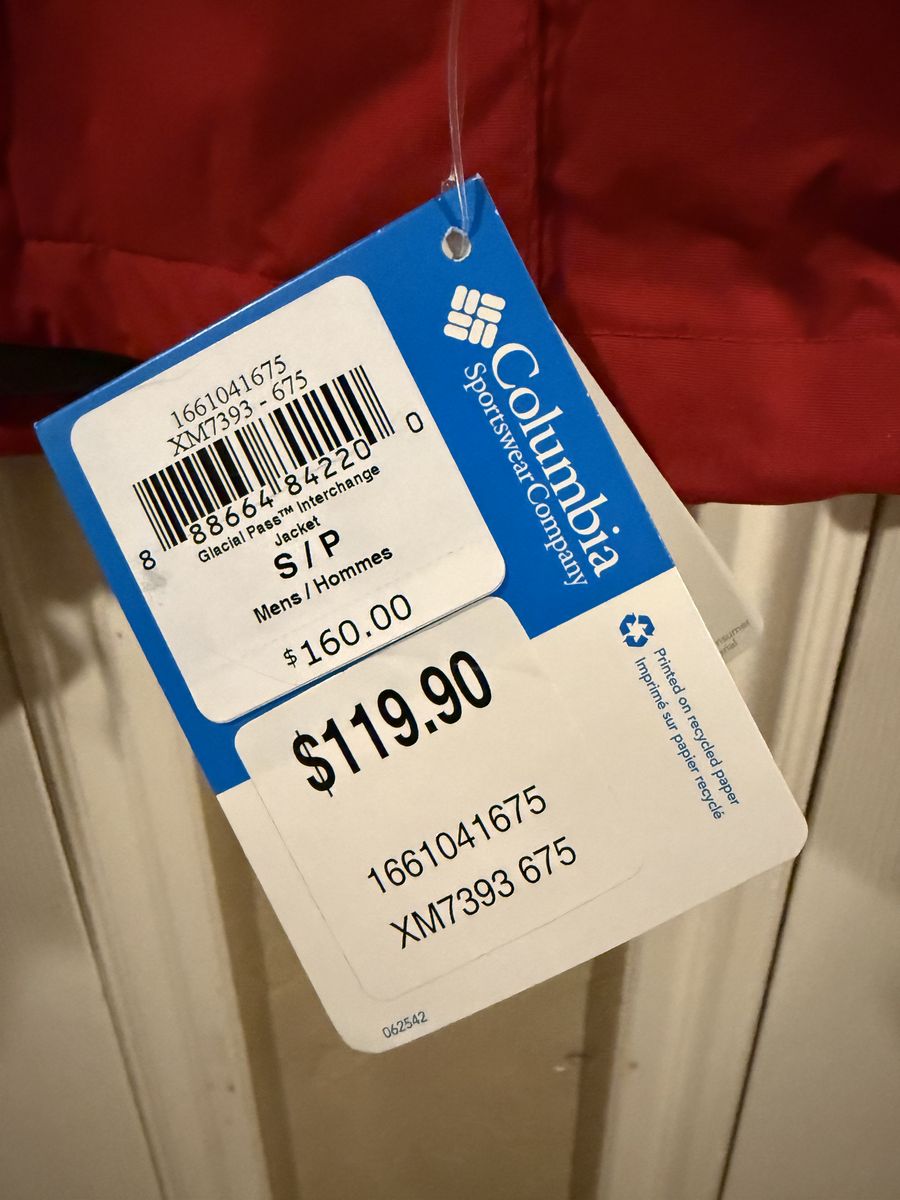 1661041675
XM7393 - 675
8 88664 84220 0
Glacial Pass™ Interchange
Jacket
S / P
Mens / Hommes
$160.00
Columbia
Sportswear Company
$119.90
1661041675
XM7393 675
Printed on recycled paper
Imprimé sur papier recyclé
062542